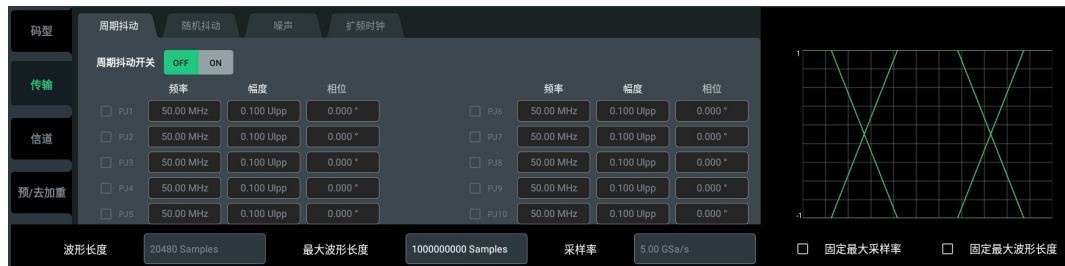 码型
传输
信道
预/去加重
周期抖动 随机抖动 噪声 扩频时钟
周期抖动开关 OFF ON
频率 幅度 相位 频率 幅度 相位
PJ1 50.00 MHz 0.100 UIpp 0.000 ° PJ6 50.00 MHz 0.100 UIpp 0.000 °
PJ2 50.00 MHz 0.100 UIpp 0.000 ° PJ7 50.00 MHz 0.100 UIpp 0.000 °
PJ3 50.00 MHz 0.100 UIpp 0.000 ° PJ8 50.00 MHz 0.100 UIpp 0.000 °
PJ4 50.00 MHz 0.100 UIpp 0.000 ° PJ9 50.00 MHz 0.100 UIpp 0.000 °
PJ5 50.00 MHz 0.100 UIpp 0.000 ° PJ10 50.00 MHz 0.100 UIpp 0.000 °
1
-1
波形长度 20480 Samples 最大波形长度 1000000000 Samples 采样率 5.00 GSa/s
固定最大采样率 固定最大波形长度